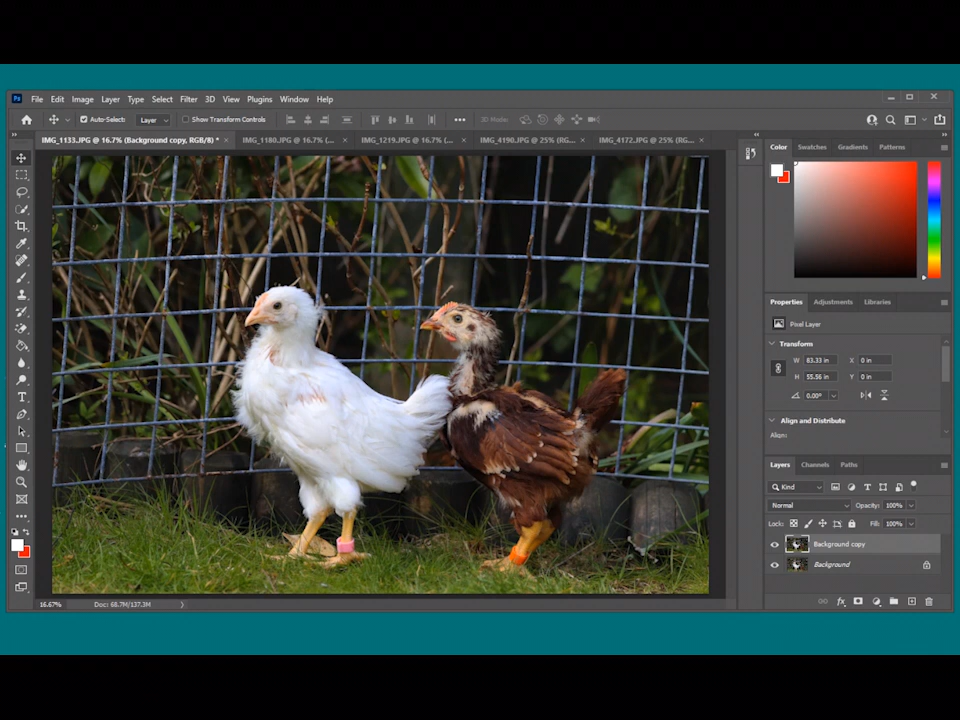 Ps File Edit Image Layer Type Select Filter 3D View Plugins Window Help
Auto-Select: Layer Show Transform Controls 3D Mode:
IMG_1133.JPG @ 16.7% (Background copy, RGB/8) * × IMG_1180.JPG @ 16.7% (... × IMG_1219.JPG @ 16.7% (... × IMG_4190.JPG @ 25% (RG... × IMG_4172.JPG @ 25% (RG... ×
Color Swatches Gradients Patterns
Properties Adjustments Libraries
Pixel Layer
Transform
W 83.33 in X 0 in
H 55.56 in Y 0 in
0.00°
Align and Distribute
Align:
Layers Channels Paths
Kind
Normal Opacity: 100%
Lock: Fill: 100%
Background copy
Background
fx
16.67% Doc: 68.7M/137.3M